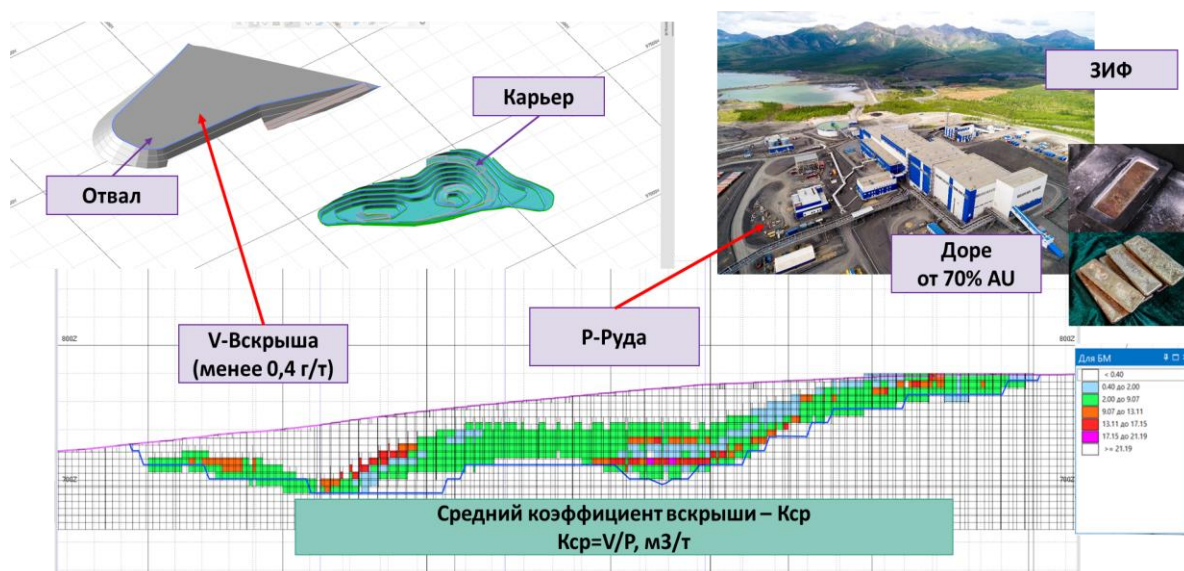 Карьер
ЗИФ
Отвал
Доре
от 70% AU
V-Вскрыша
(менее 0,4 г/т)
Р-Руда
800Z
800Z
Для БМ
< 0.40
0.40 до 2.00
2.00 до 9.07
9.07 до 13.11
13.11 до 17.15
17.15 до 21.19
>= 21.19
700Z
700Z
Средний коэффициент вскрыши – Кср
Кср=V/P, м3/т